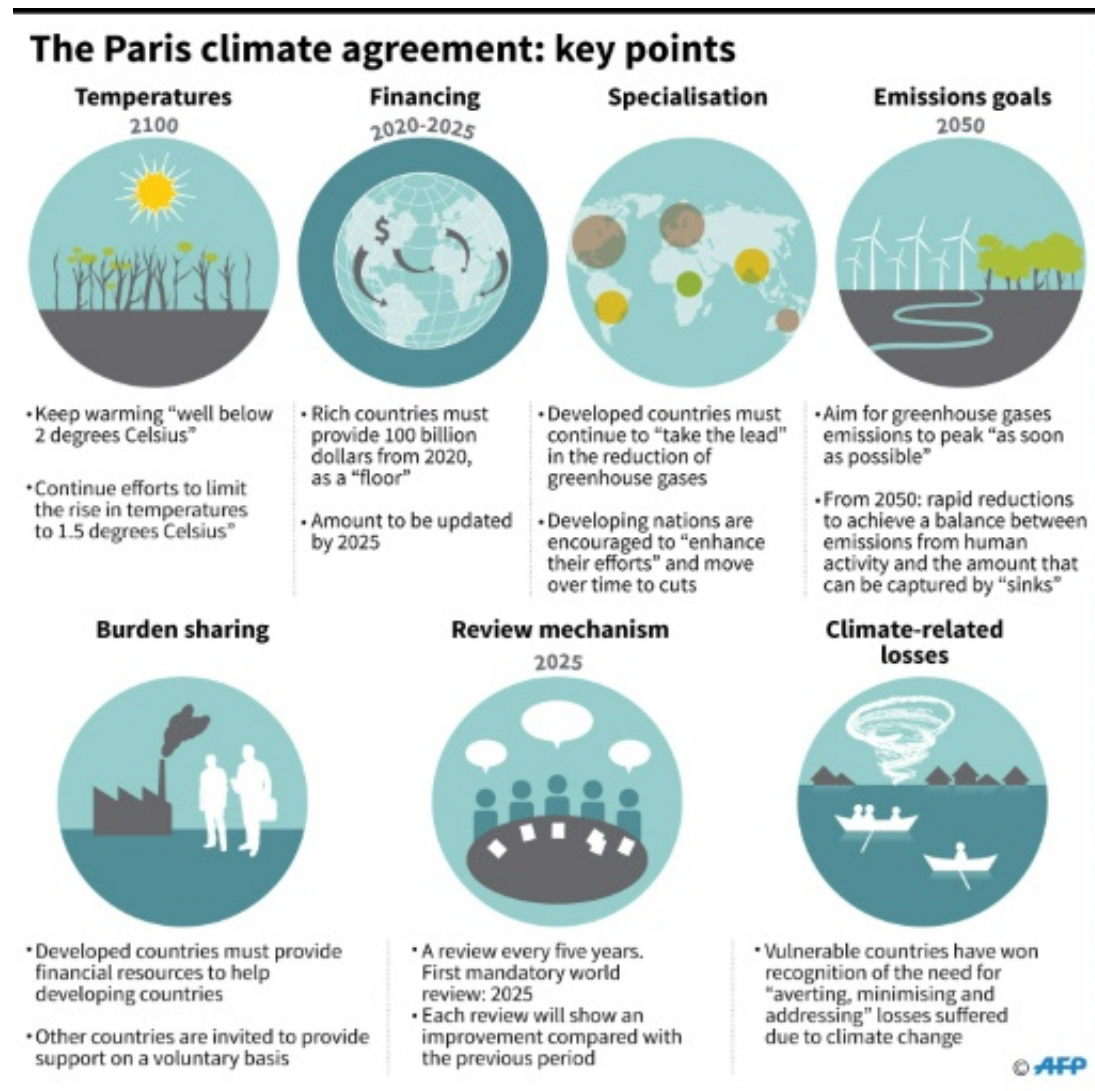 The Paris climate agreement: key points
Temperatures
2100
•Keep warming “well below
2 degrees Celsius”
•Continue efforts to limit
the rise in temperatures
to 1.5 degrees Celsius”
Financing
2020-2025
$
• Rich countries must
provide 100 billion
dollars from 2020,
as a “floor”
• Amount to be updated
by 2025
Specialisation
•Developed countries must
continue to “take the lead”
in the reduction of
greenhouse gases
•Developing nations are
encouraged to “enhance
their efforts” and move
over time to cuts
Emissions goals
2050
•Aim for greenhouse gases
emissions to peak “as soon
as possible”
•From 2050: rapid reductions
to achieve a balance between
emissions from human
activity and the amount that
can be captured by “sinks”
Burden sharing
•Developed countries must provide
financial resources to help
developing countries
•Other countries are invited to provide
support on a voluntary basis
Review mechanism
2025
• A review every five years.
First mandatory world
review: 2025
• Each review will show an
improvement compared with
the previous period
Climate-related
losses
• Vulnerable countries have won
recognition of the need for
“averting, minimising and
addressing” losses suffered
due to climate change
© AFP